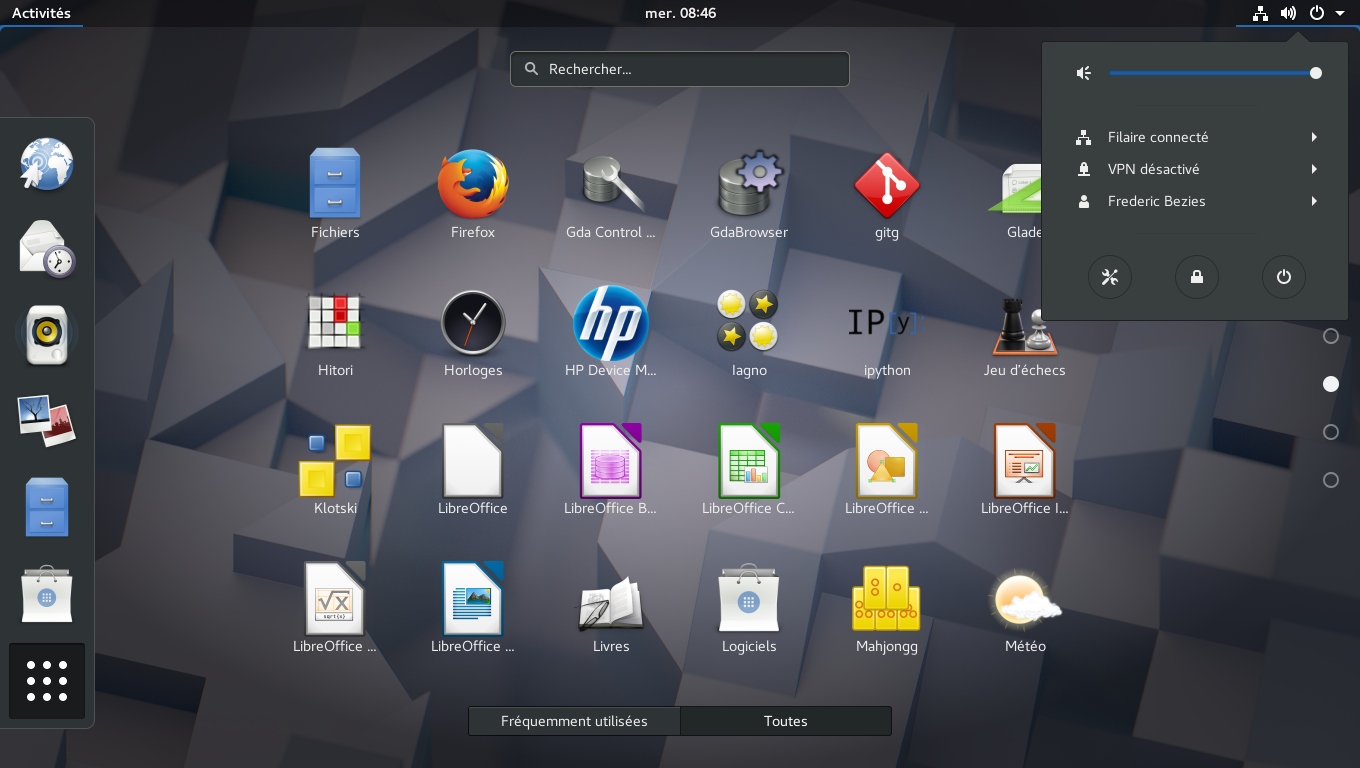 Activités
mer. 08:46
Rechercher...
Filaire connecté
VPN désactivé
Frederic Bezies
Fichiers
Firefox
Gda Control ...
GdaBrowser
gitg
Glade
Hitori
Horloges
hp
HP Device M...
Iagno
IP[y]:
ipython
Jeu d'échecs
Klotski
LibreOffice
LibreOffice B...
LibreOffice C...
LibreOffice ...
LibreOffice I...
√x
sqrt{x}
LibreOffice ...
LibreOffice ...
Livres
Logiciels
Mahjongg
Météo
Fréquemment utilisées
Toutes